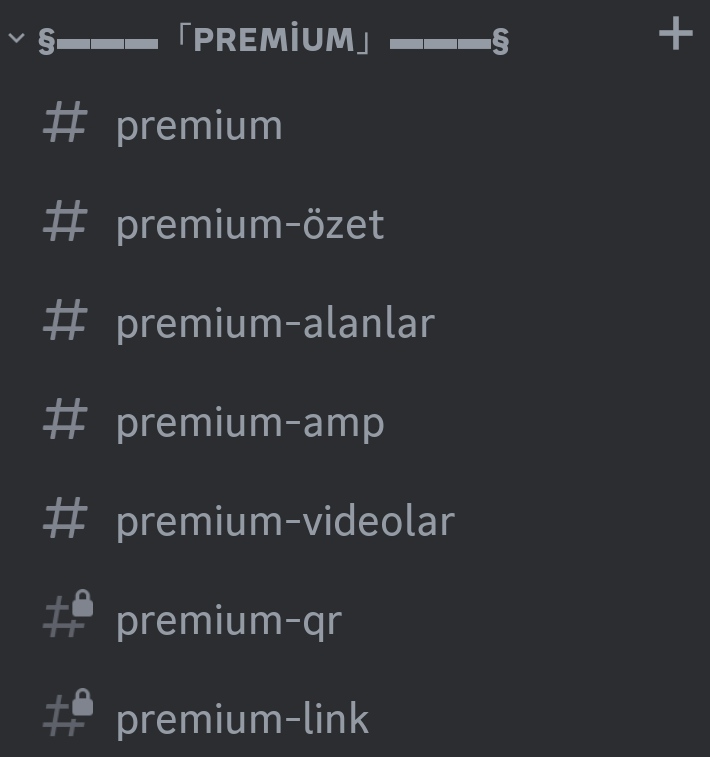 §▬▬▬「PREMİUM」▬▬▬§
premium
premium-özet
premium-alanlar
premium-amp
premium-videolar
premium-qr
premium-link